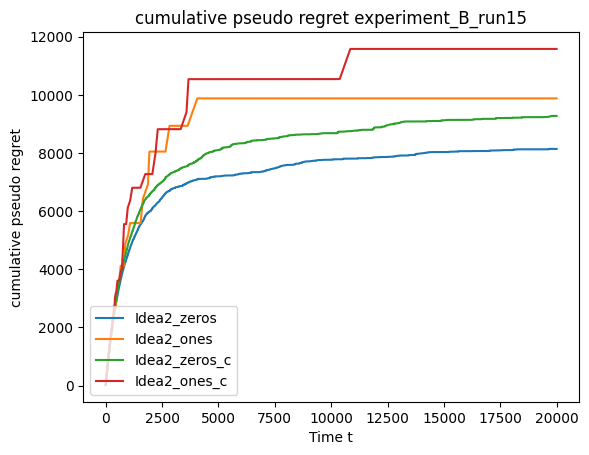 cumulative pseudo regret experiment_B_run15
12000
10000
8000
6000
4000
2000
0
cumulative pseudo regret
Idea2_zeros
Idea2_ones
Idea2_zeros_c
Idea2_ones_c
0 2500 5000 7500 10000 12500 15000 17500 20000
Time t